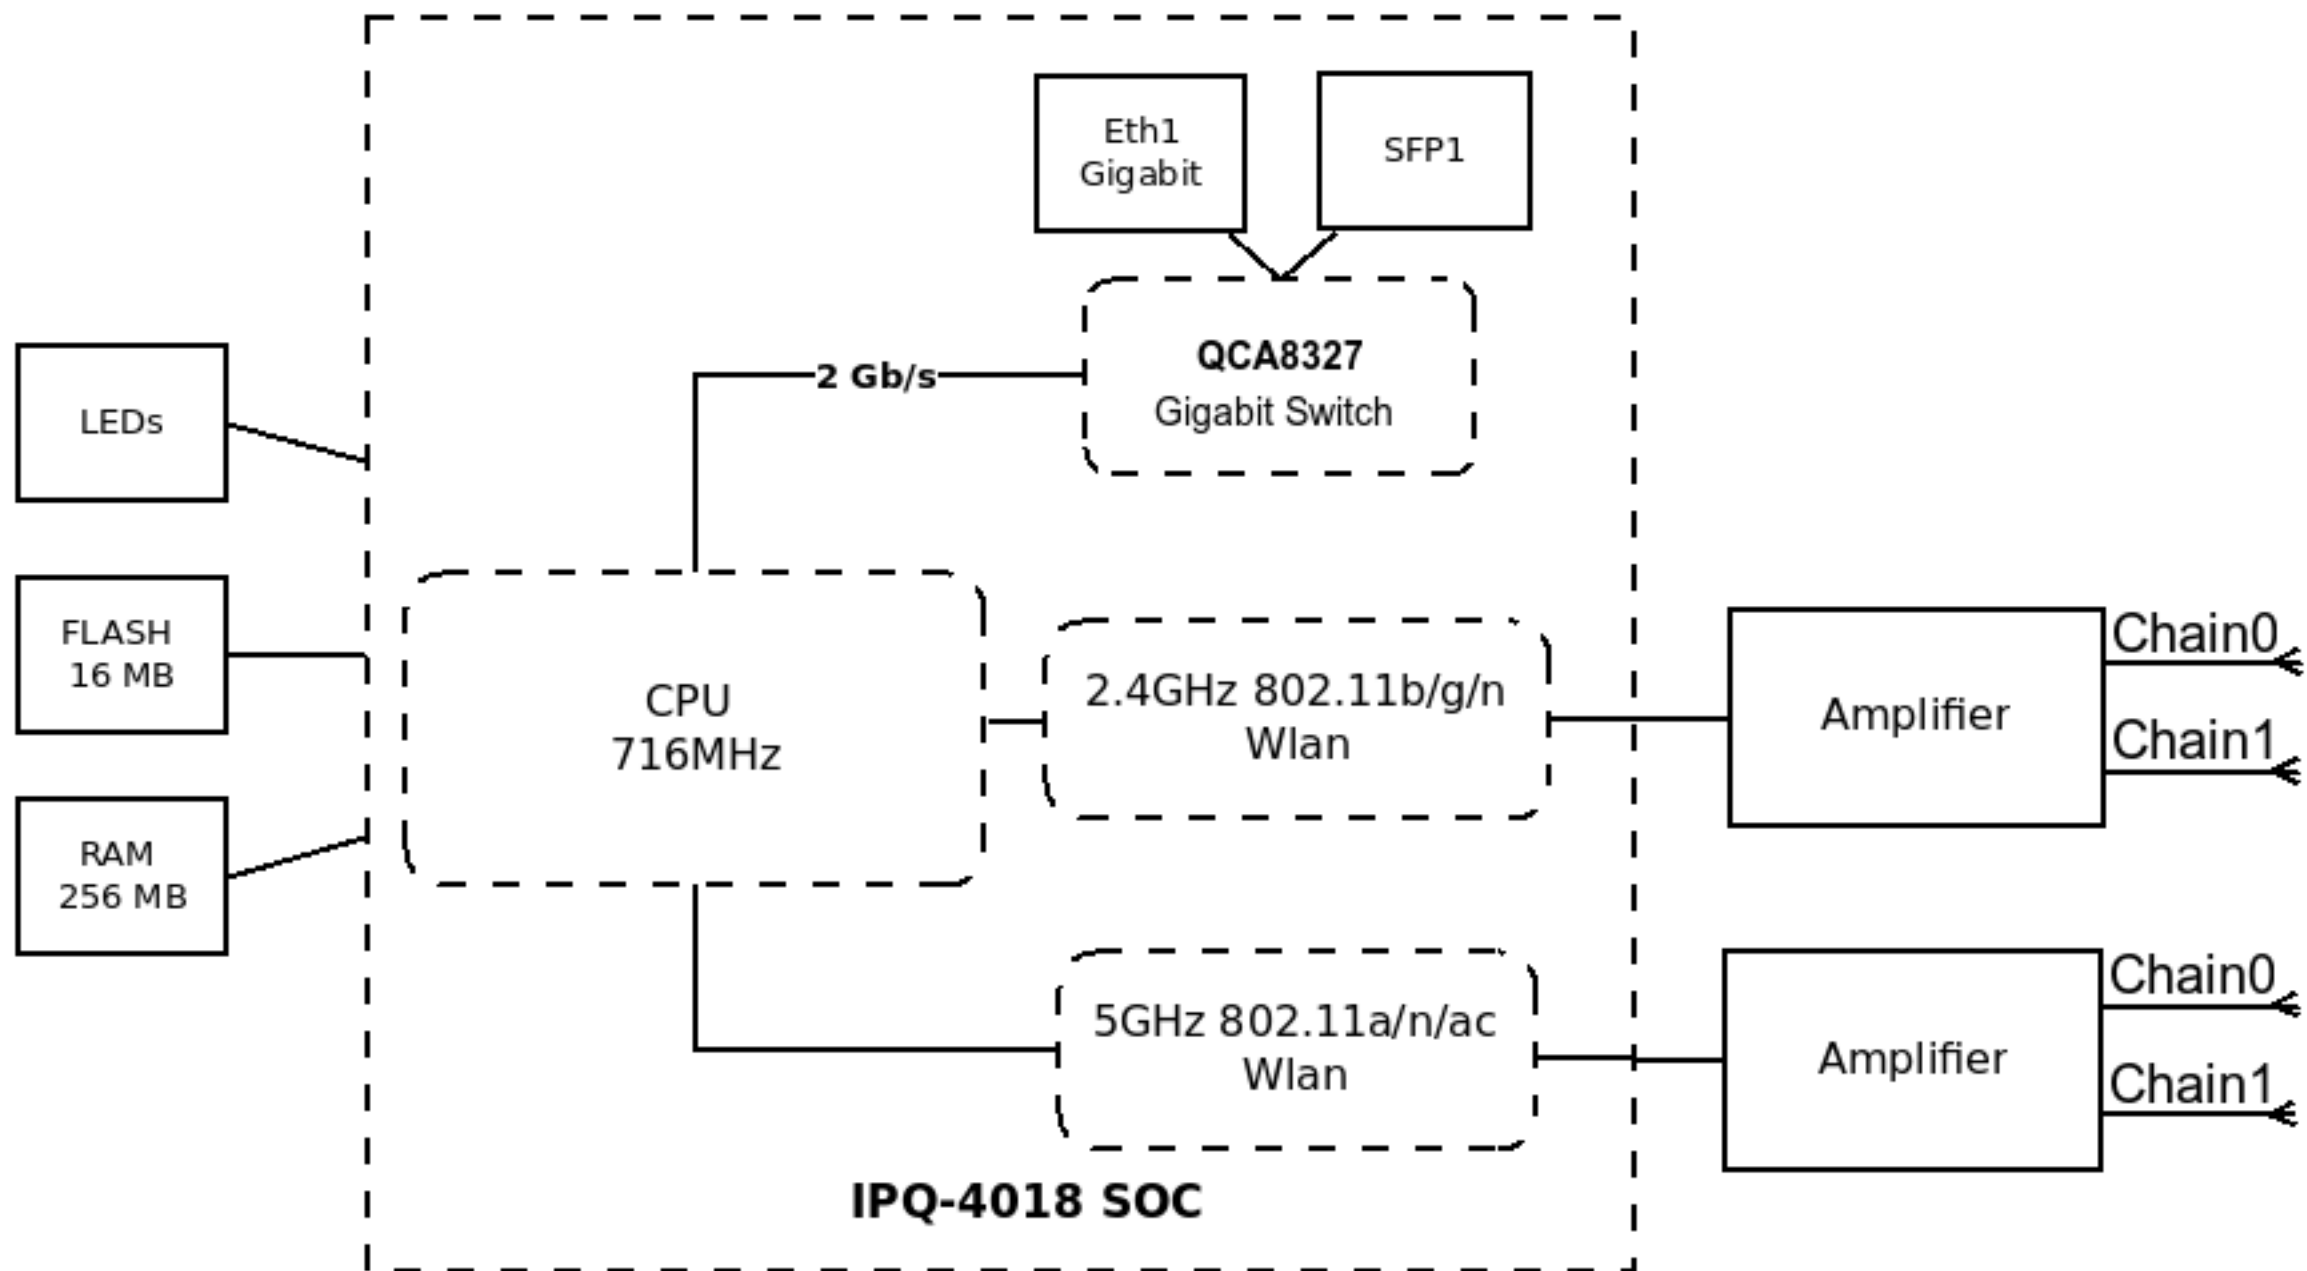 Eth1
Gigabit
SFP1
QCA8327
Gigabit Switch
2 Gb/s
LEDs
FLASH
16 MB
RAM
256 MB
CPU
716MHz
2.4GHz 802.11b/g/n
Wlan
Amplifier
Chain0
Chain1
5GHz 802.11a/n/ac
Wlan
Amplifier
Chain0
Chain1
IPQ-4018 SOC